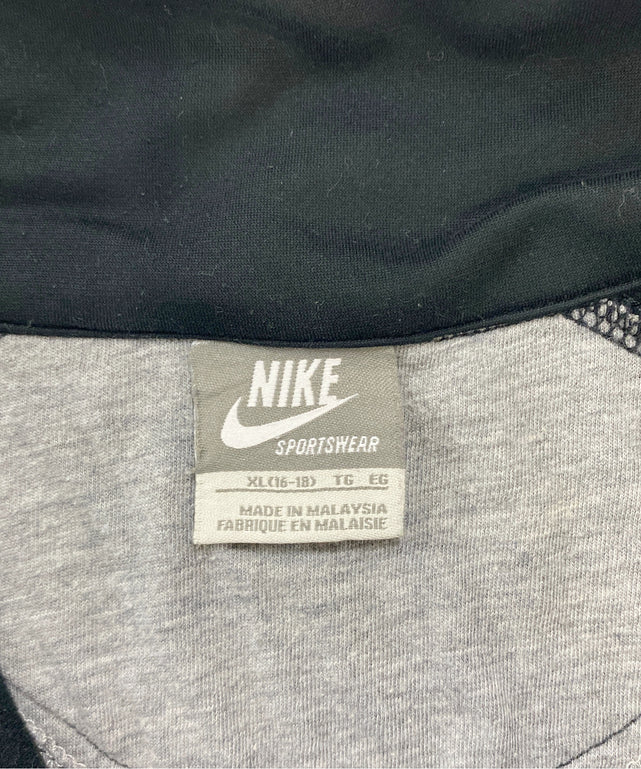 NIKE
SPORTSWEAR
XL(16-18) TG EG
MADE IN MALAYSIA
FABRIQUE EN MALAISIE